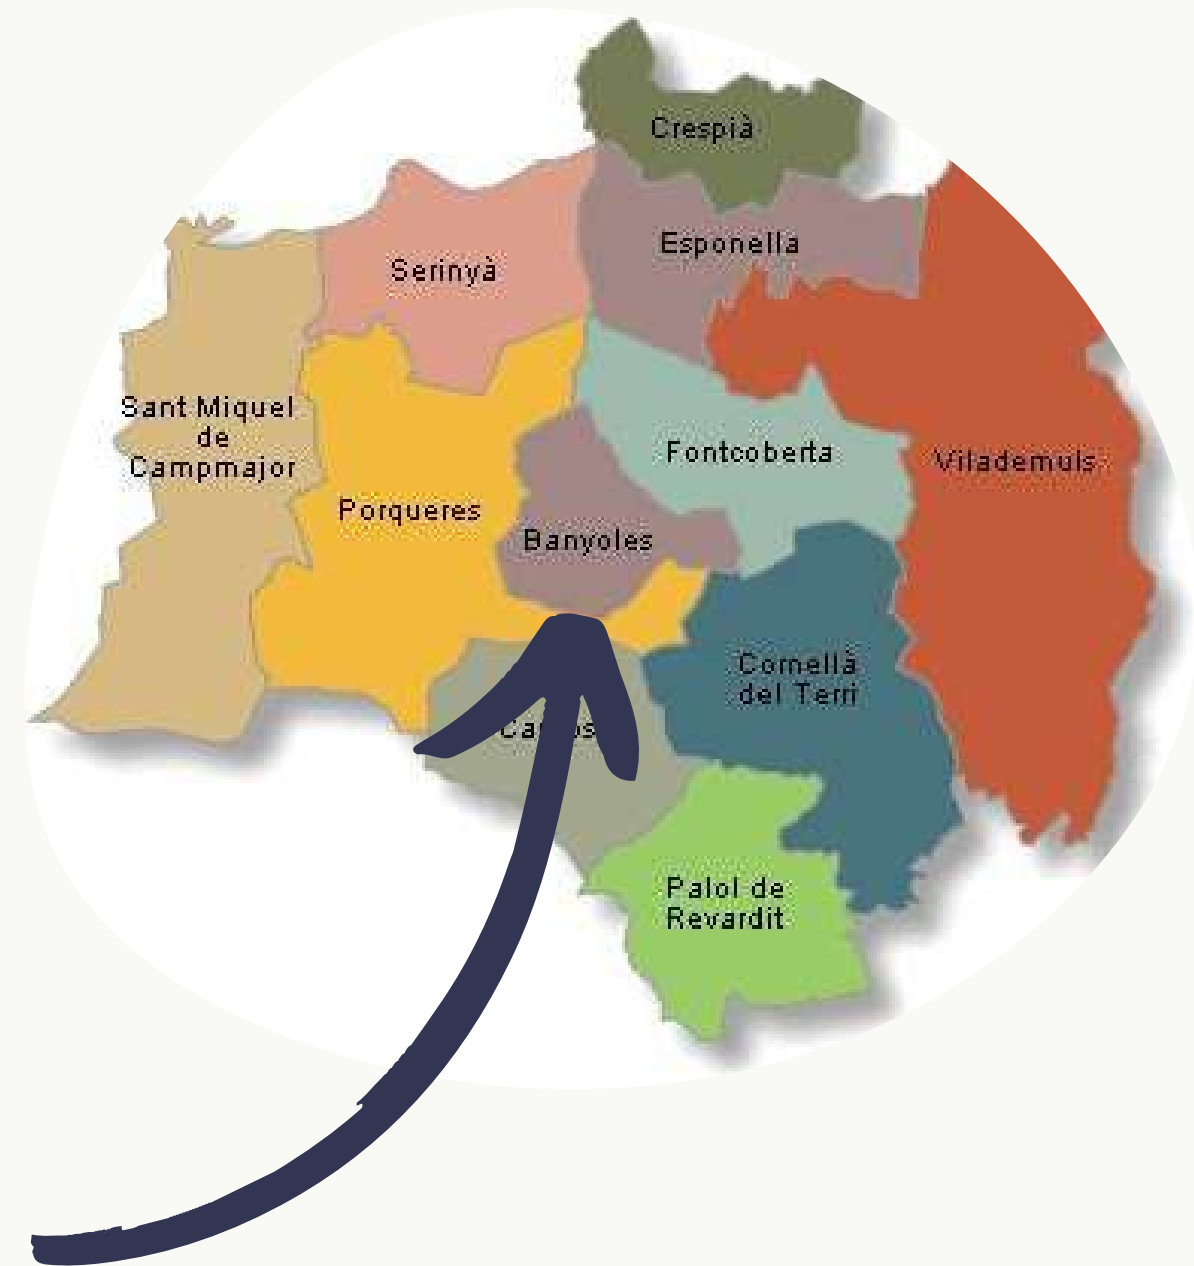 Crespià
Esponella
Serinyà
Sant Miquel
de
Campmajor
Fontcoberta
Vilademuls
Porqueres
Banyoles
Cornellà
del Terri
Palol de
Revardit